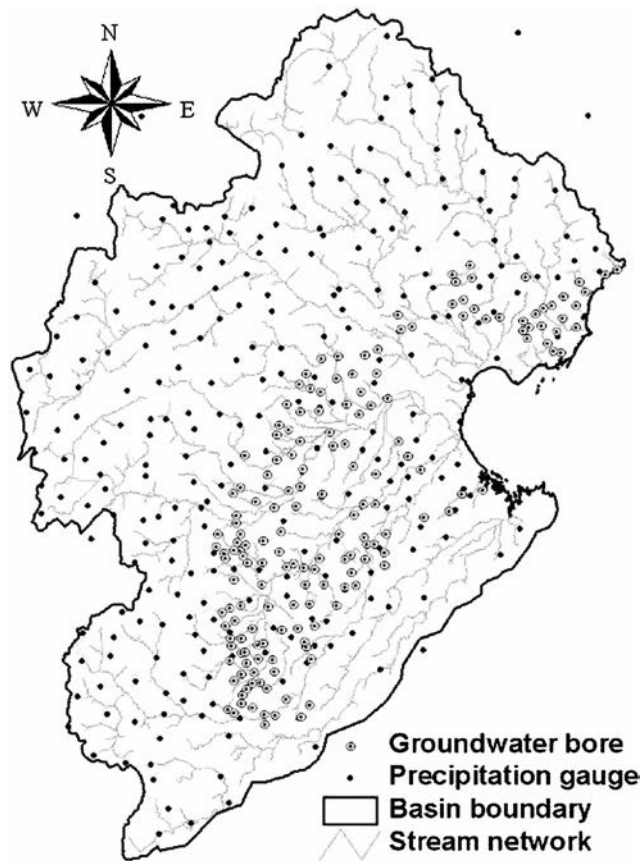 N
W E
S
Groundwater bore
Precipitation gauge
Basin boundary
Stream network